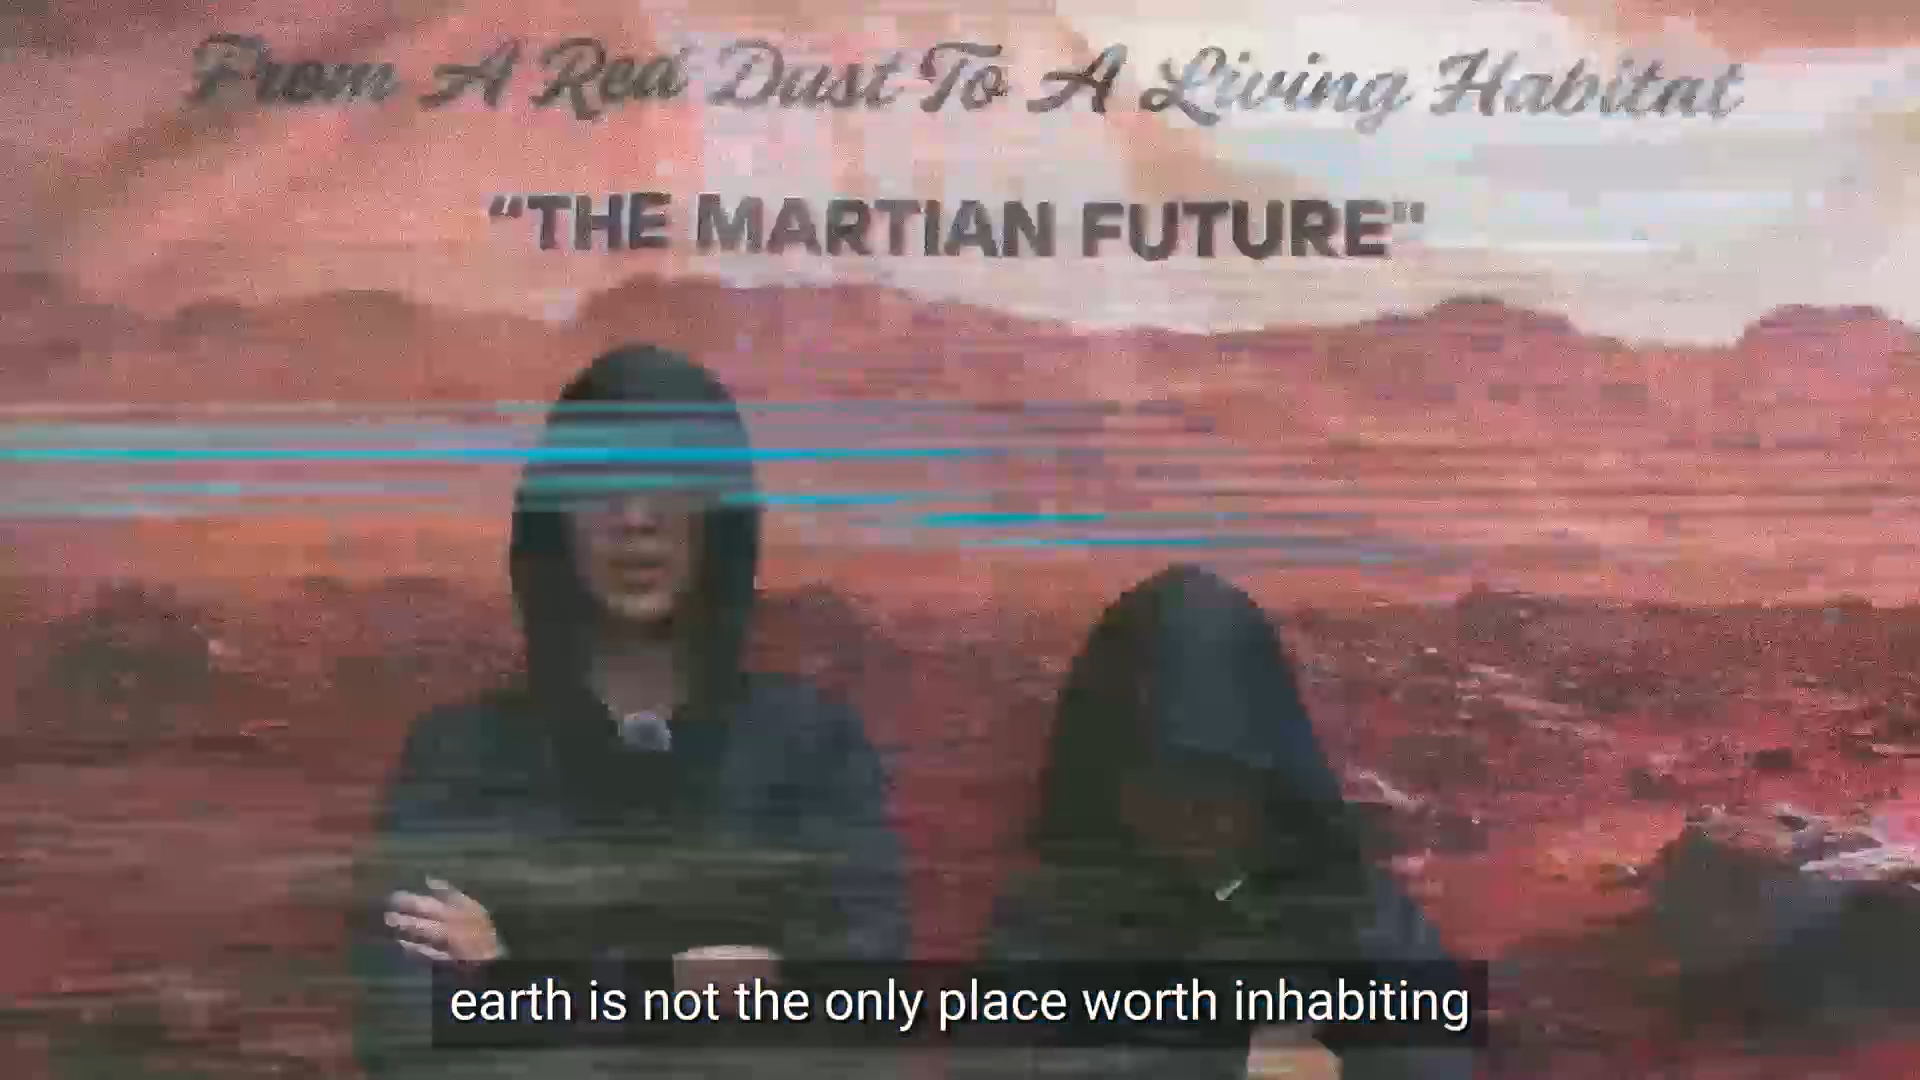 From A Red Dust To A Living Habitat
“THE MARTIAN FUTURE"
earth is not the only place worth inhabiting